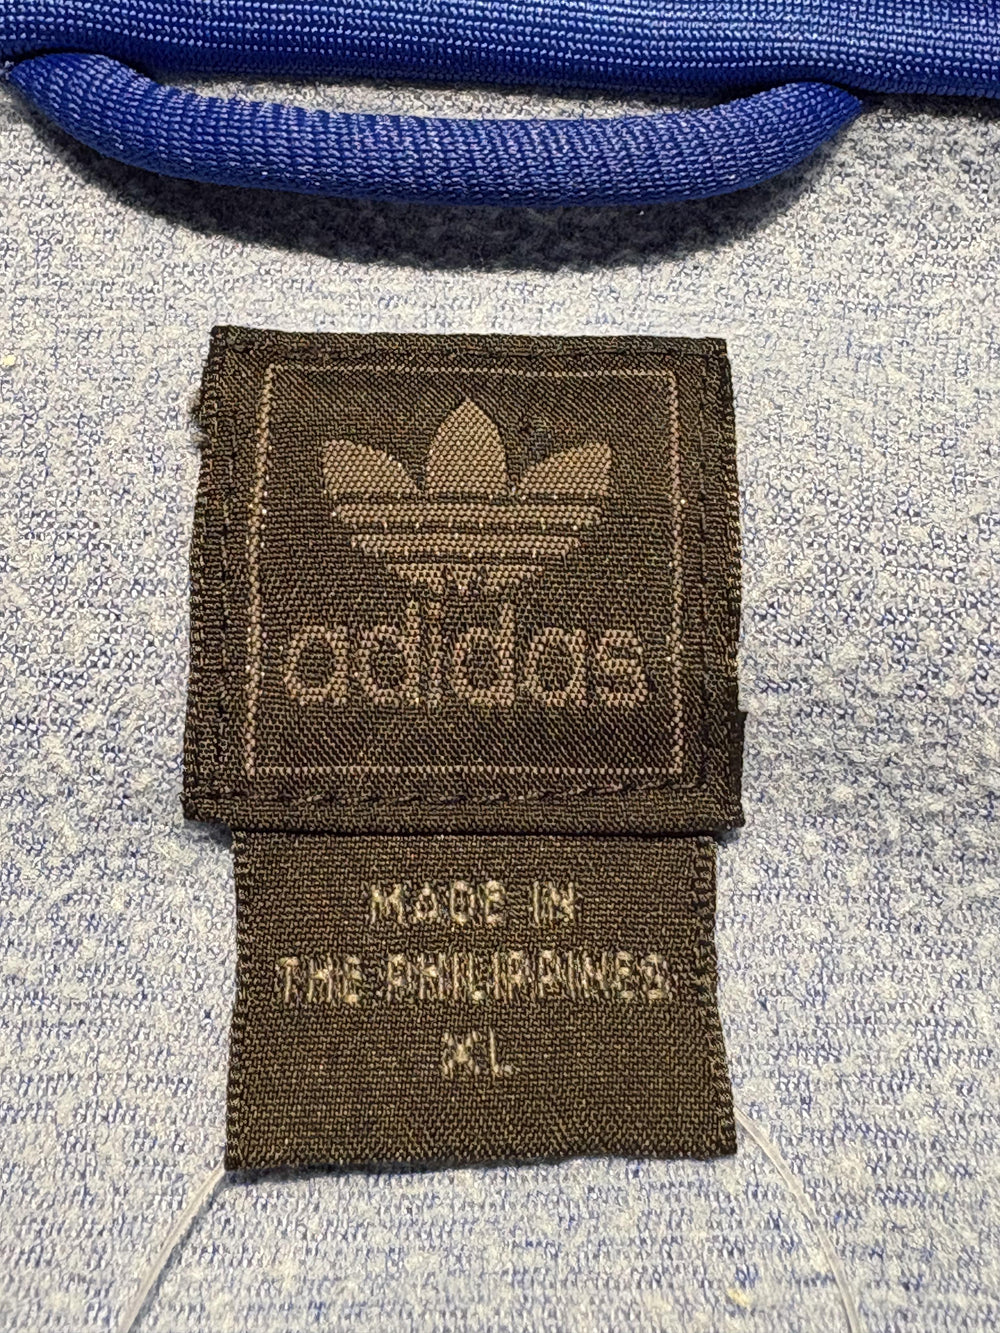 adidas
MADE IN
THE PHILIPPINES
XL